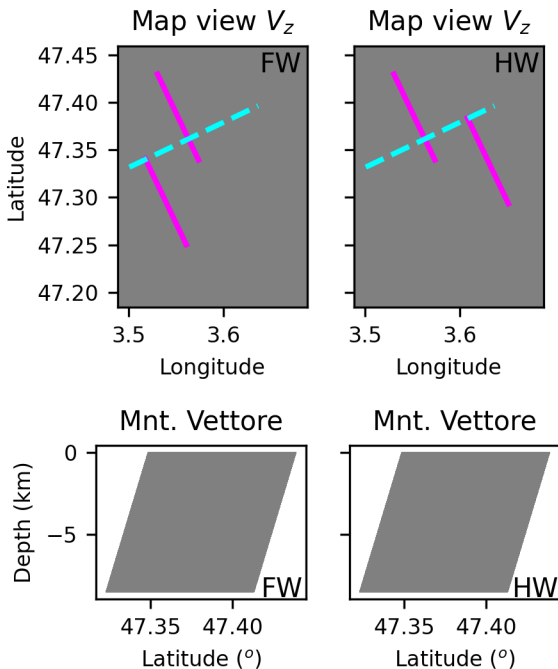 Map view V_z Map view V_z
FW HW
47.45
47.40
47.35
47.30
47.25
47.20
Latitude
3.5 3.6 3.5 3.6
Longitude Longitude
Mnt. Vettore Mnt. Vettore
0
−5
Depth (km)
FW HW
47.35 47.40 47.35 47.40
Latitude (°) Latitude (°)